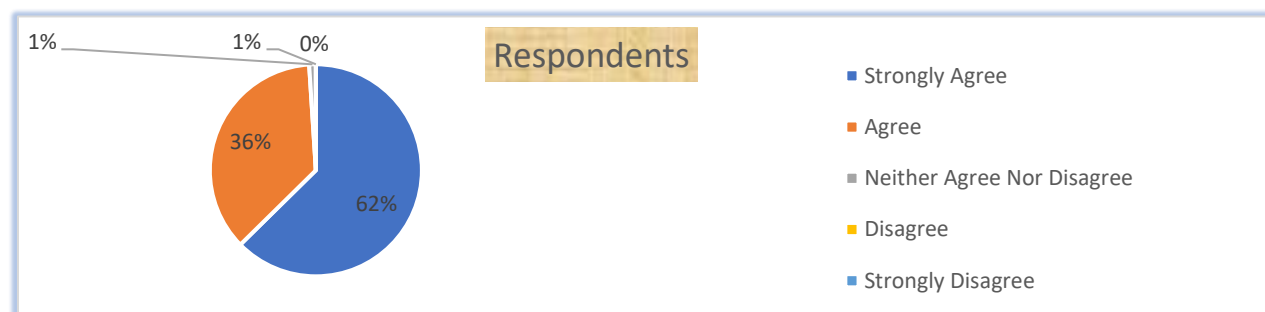 Respondents
1%
1%
0%
36%
62%
Strongly Agree
Agree
Neither Agree Nor Disagree
Disagree
Strongly Disagree